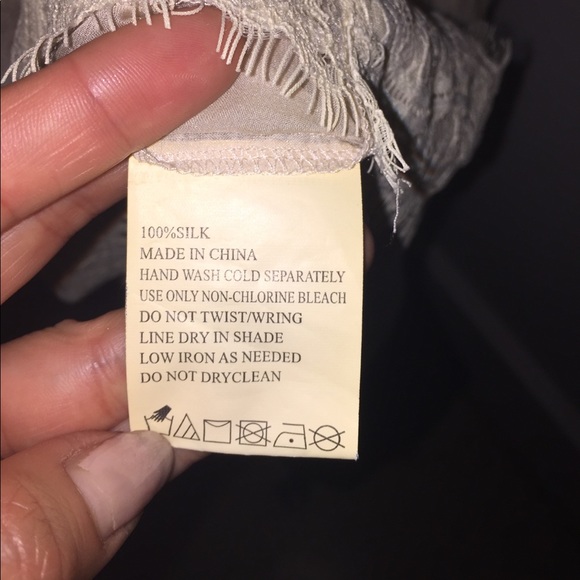 100%SILK
MADE IN CHINA
HAND WASH COLD SEPARATELY
USE ONLY NON-CHLORINE BLEACH
DO NOT TWIST/WRING
LINE DRY IN SHADE
LOW IRON AS NEEDED
DO NOT DRYCLEAN